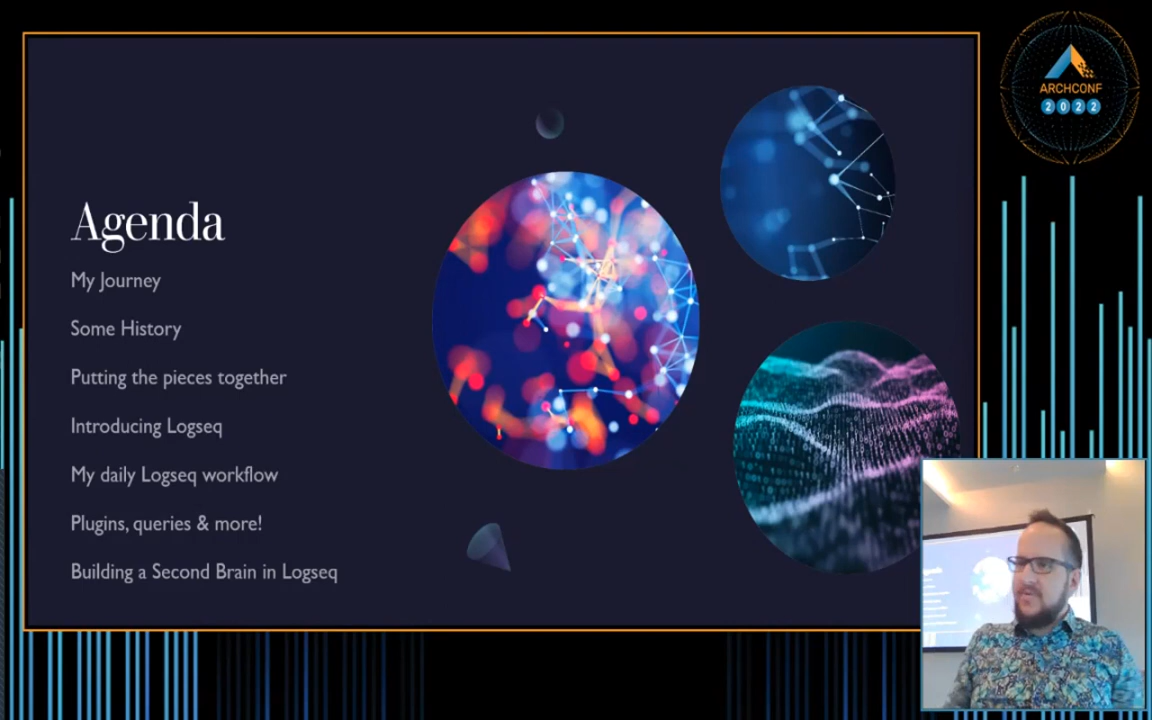 Agenda
My Journey
Some History
Putting the pieces together
Introducing Logseq
My daily Logseq workflow
Plugins, queries & more!
Building a Second Brain in Logseq
ARCHCONF
2022